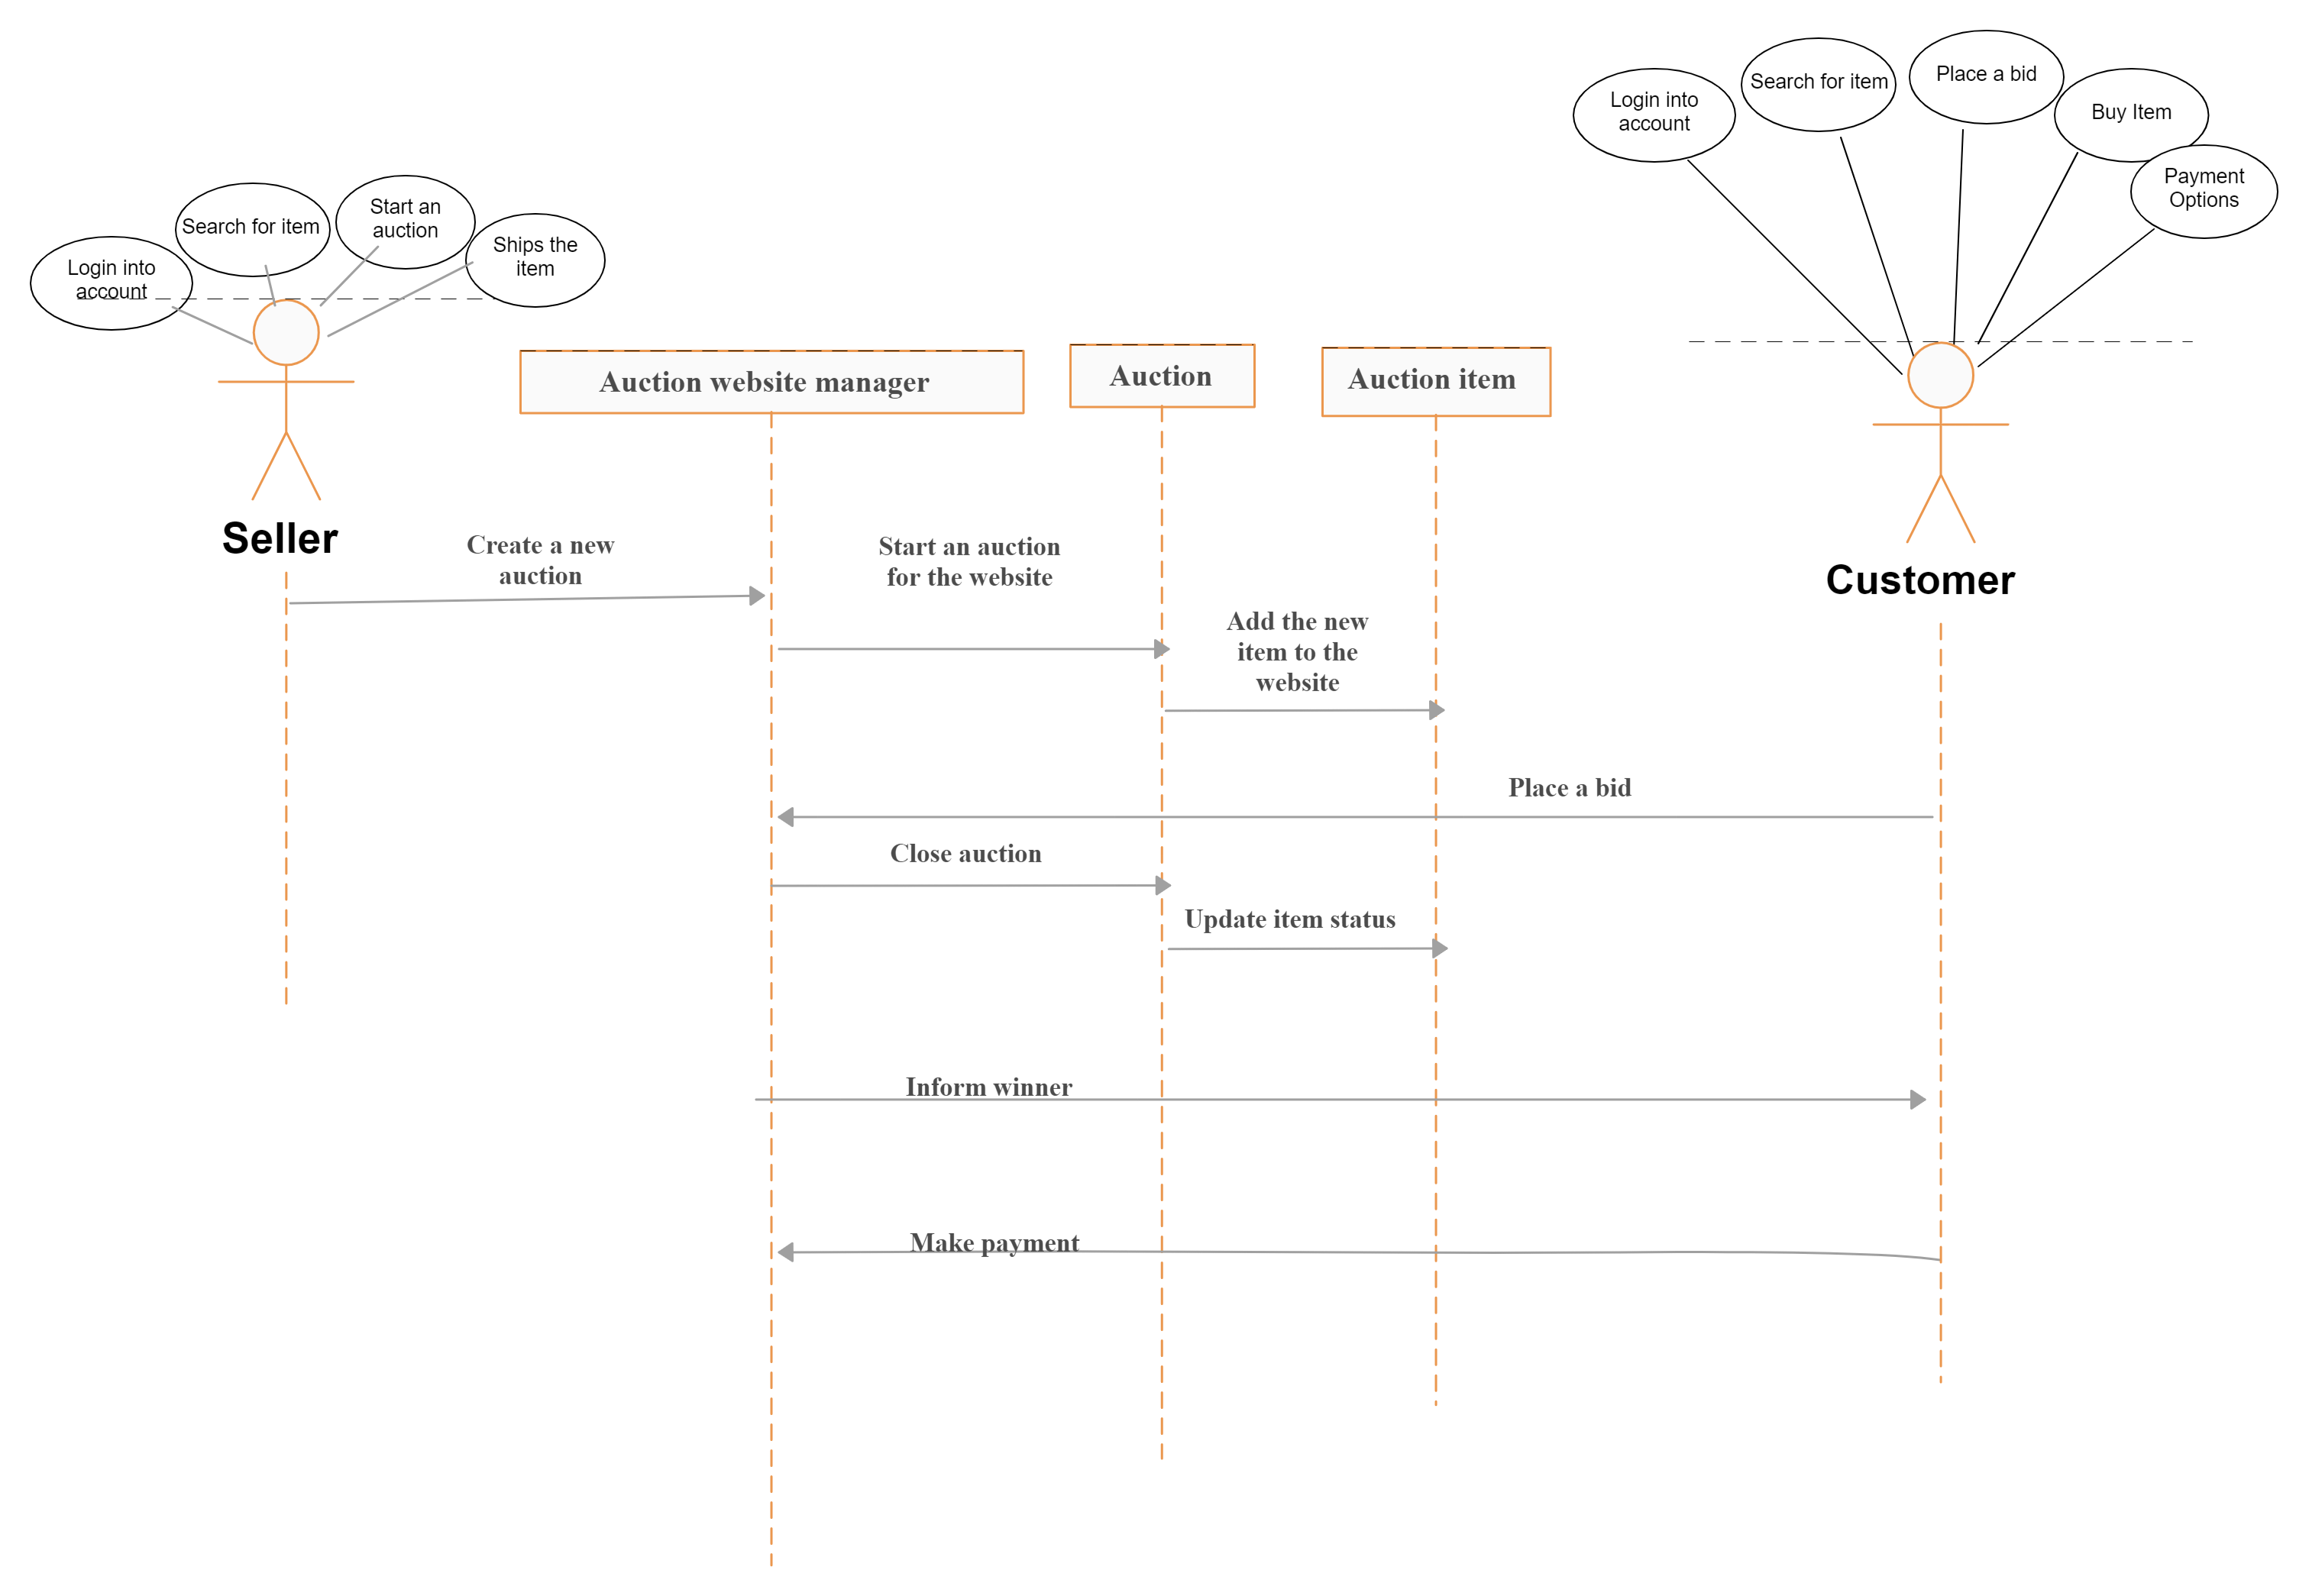 Login into
account
Search for item
Start an
auction
Ships the
item
Login into
account
Search for item
Place a bid
Buy Item
Payment
Options
Auction website manager
Auction
Auction item
Seller
Customer
Create a new
auction
Start an auction
for the website
Add the new
item to the
website
Place a bid
Close auction
Update item status
Inform winner
Make payment